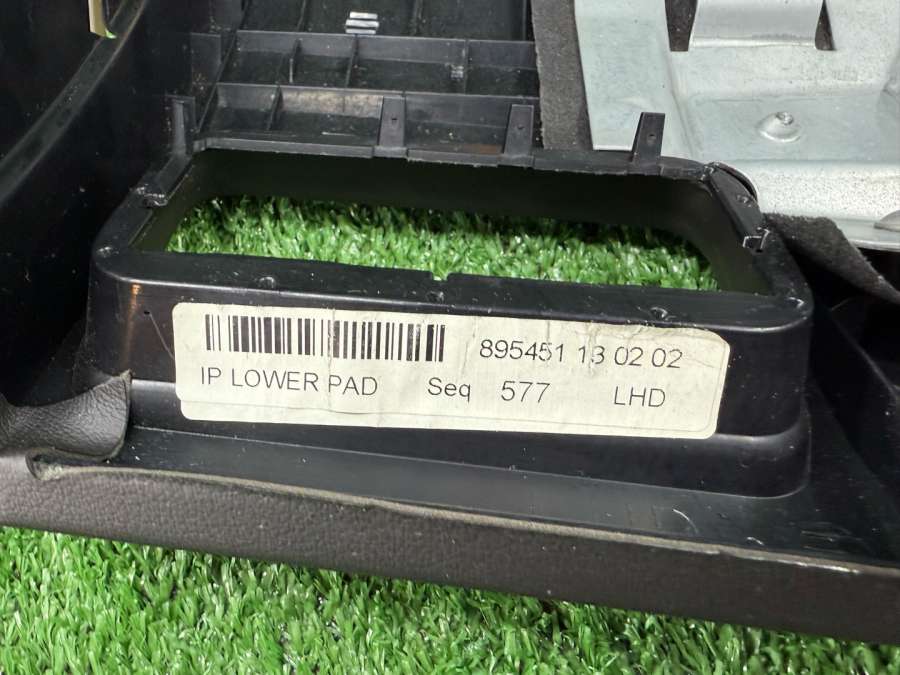 895451 13 02 02
IP LOWER PAD Seq 577 LHD